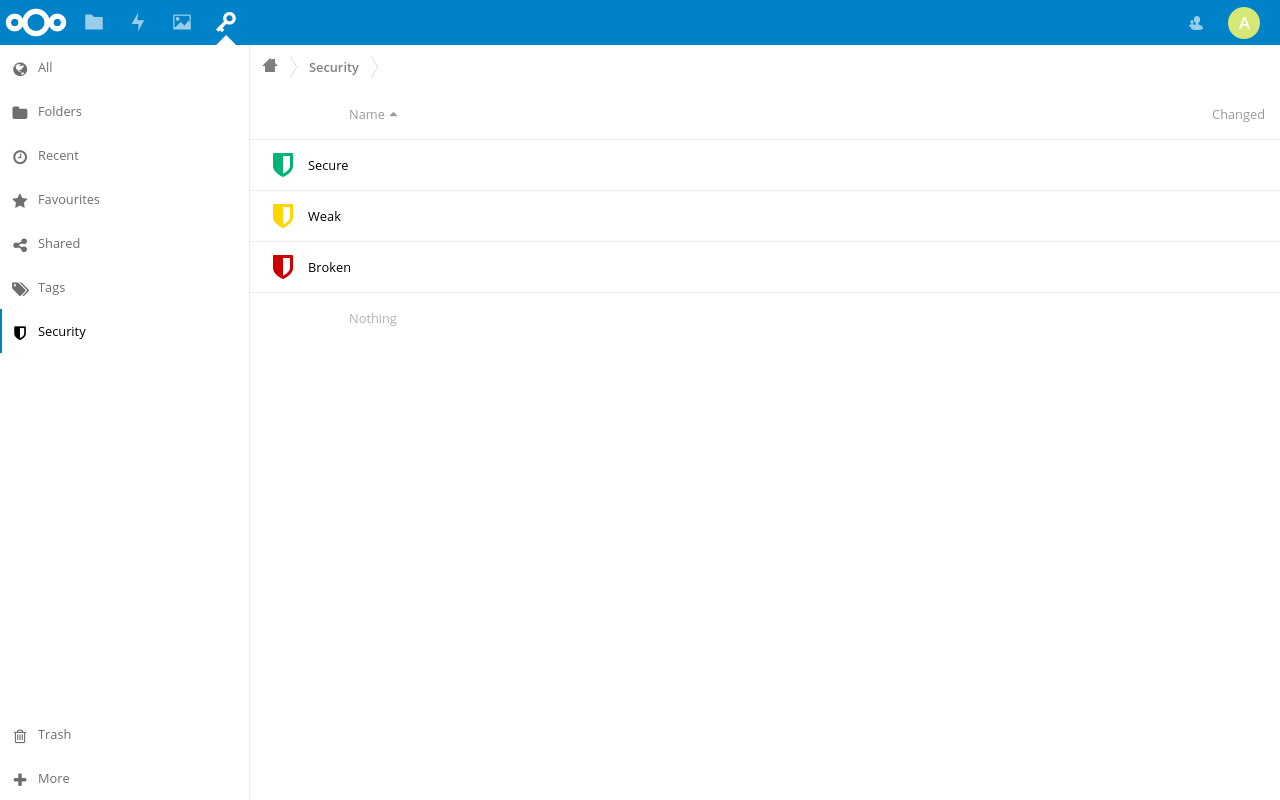 A
All
Folders
Recent
Favourites
Shared
Tags
Security
Trash
More
Security
Name Changed
Secure
Weak
Broken
Nothing